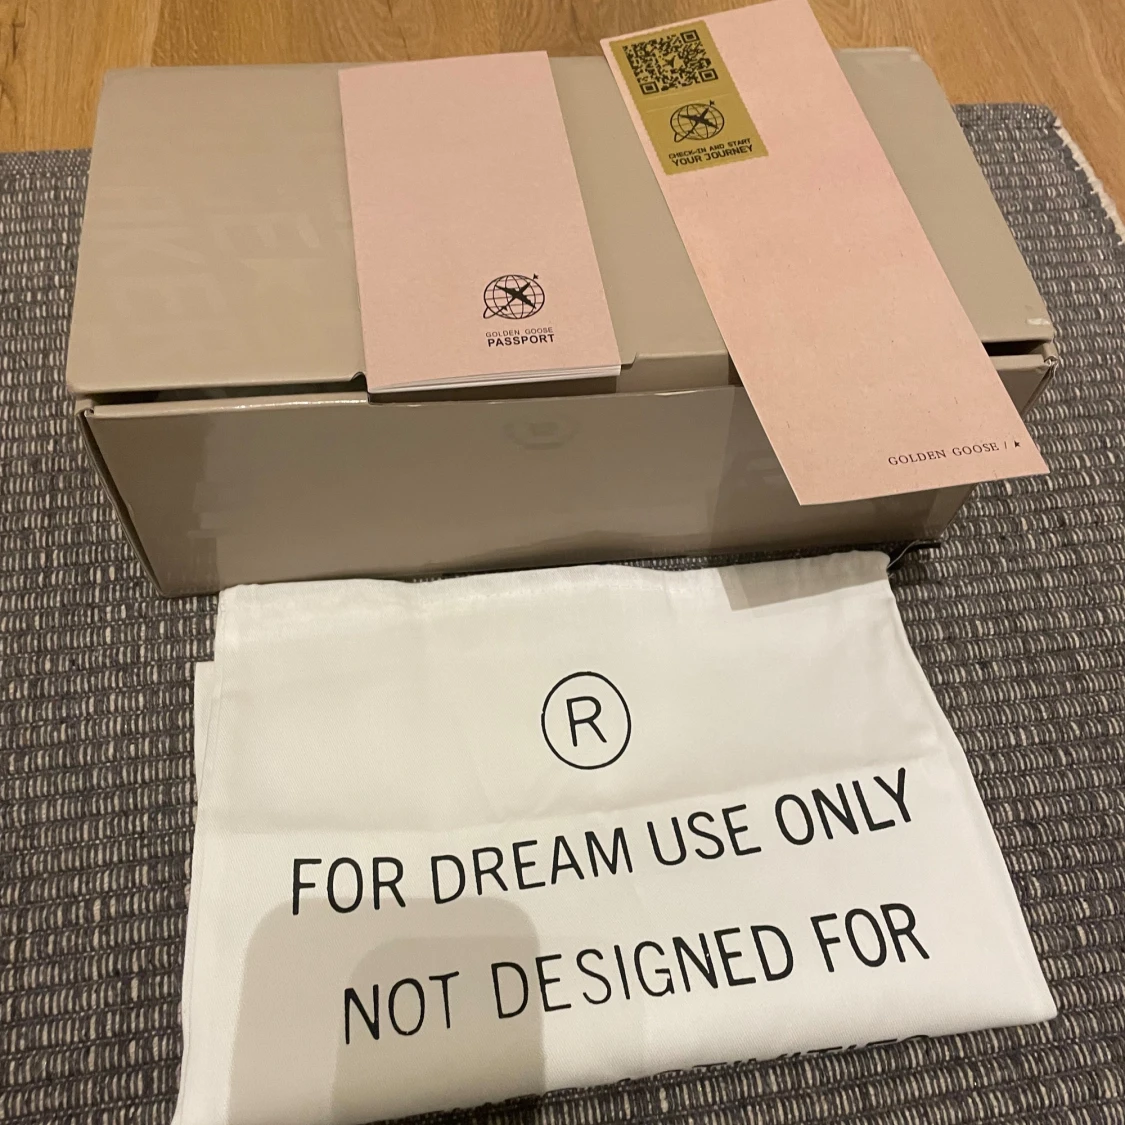 CHECK-IN AND START
YOUR JOURNEY
GOLDEN GOOSE
PASSPORT
GOLDEN GOOSE /
R
FOR DREAM USE ONLY
NOT DESIGNED FOR